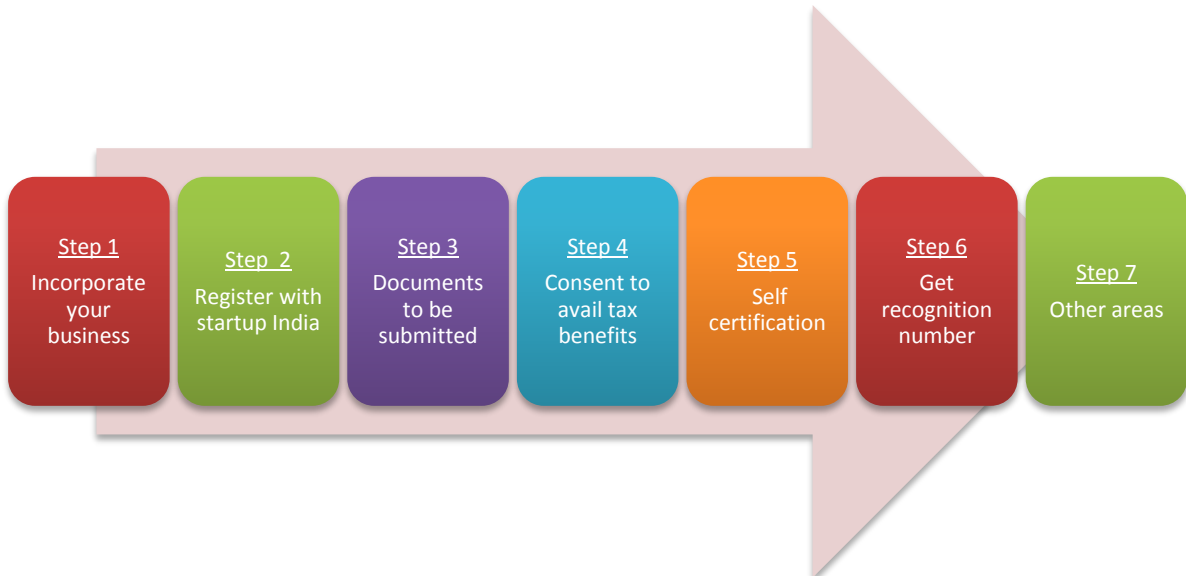 Step 1
Incorporate
your
business
Step  2
Register with
startup India
Step 3
Documents
to be
submitted
Step 4
Consent to
avail tax
benefits
Step 5
Self
certification
Step 6
Get
recognition
number
Step 7
Other areas